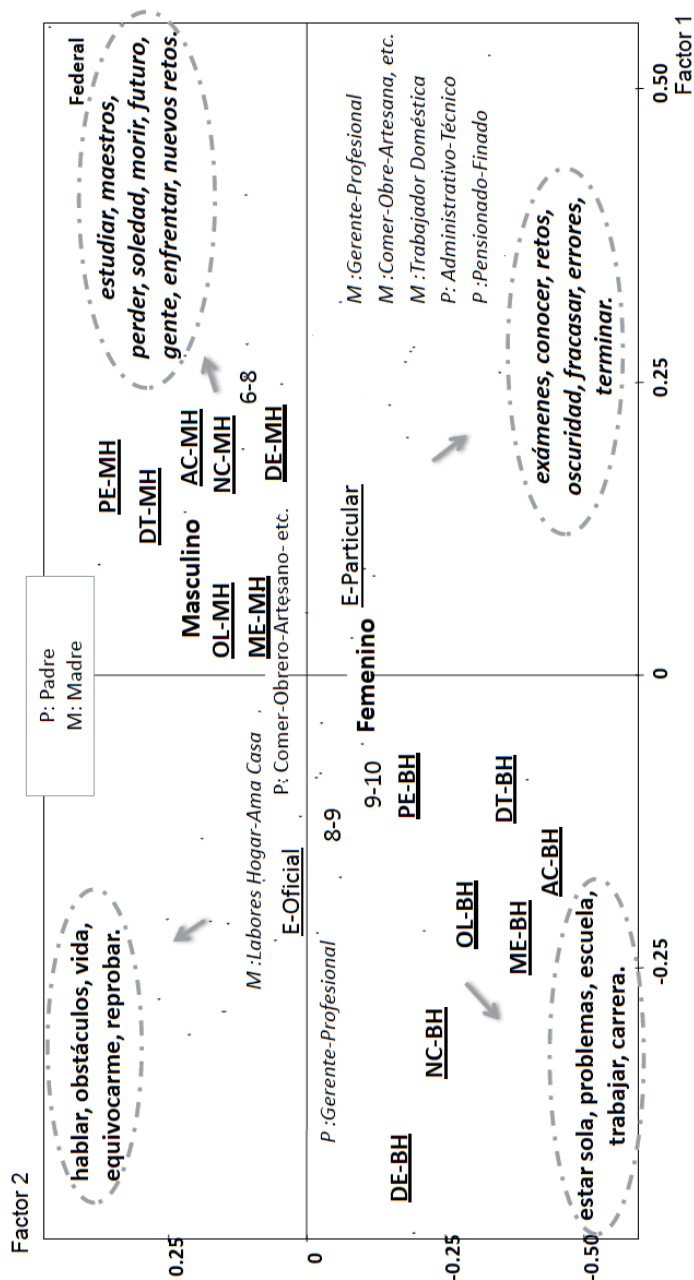 Factor 2
P: Padre
M: Madre
hablar, obstáculos, vida,
equivocarme, reprobar.
Federal
estudiar, maestros,
perder, soledad, morir, futuro,
gente, enfrentar, nuevos retos.
PE-MH
DT-MH
AC-MH
Masculino
NC-MH
6-8
OL-MH
DE-MH
ME-MH
M :Labores Hogar-Ama Casa
P: Comer-Obrero-Artesano- etc.
E-Oficial
8-9
P :Gerente-Profesional
E-Particular
Femenino
9-10
PE-BH
M :Gerente-Profesional
M :Comer-Obre-Artesana, etc.
M :Trabajador Doméstica
P: Administrativo-Técnico
P :Pensionado-Finado
DE-BH
NC-BH
OL-BH
DT-BH
ME-BH
AC-BH
exámenes, conocer, retos,
oscuridad, fracasar, errores,
terminar.
estar sola, problemas, escuela,
trabajar, carrera.
0.25
0
-0.25
-0.50
-0.25
0
0.25
0.50
Factor 1